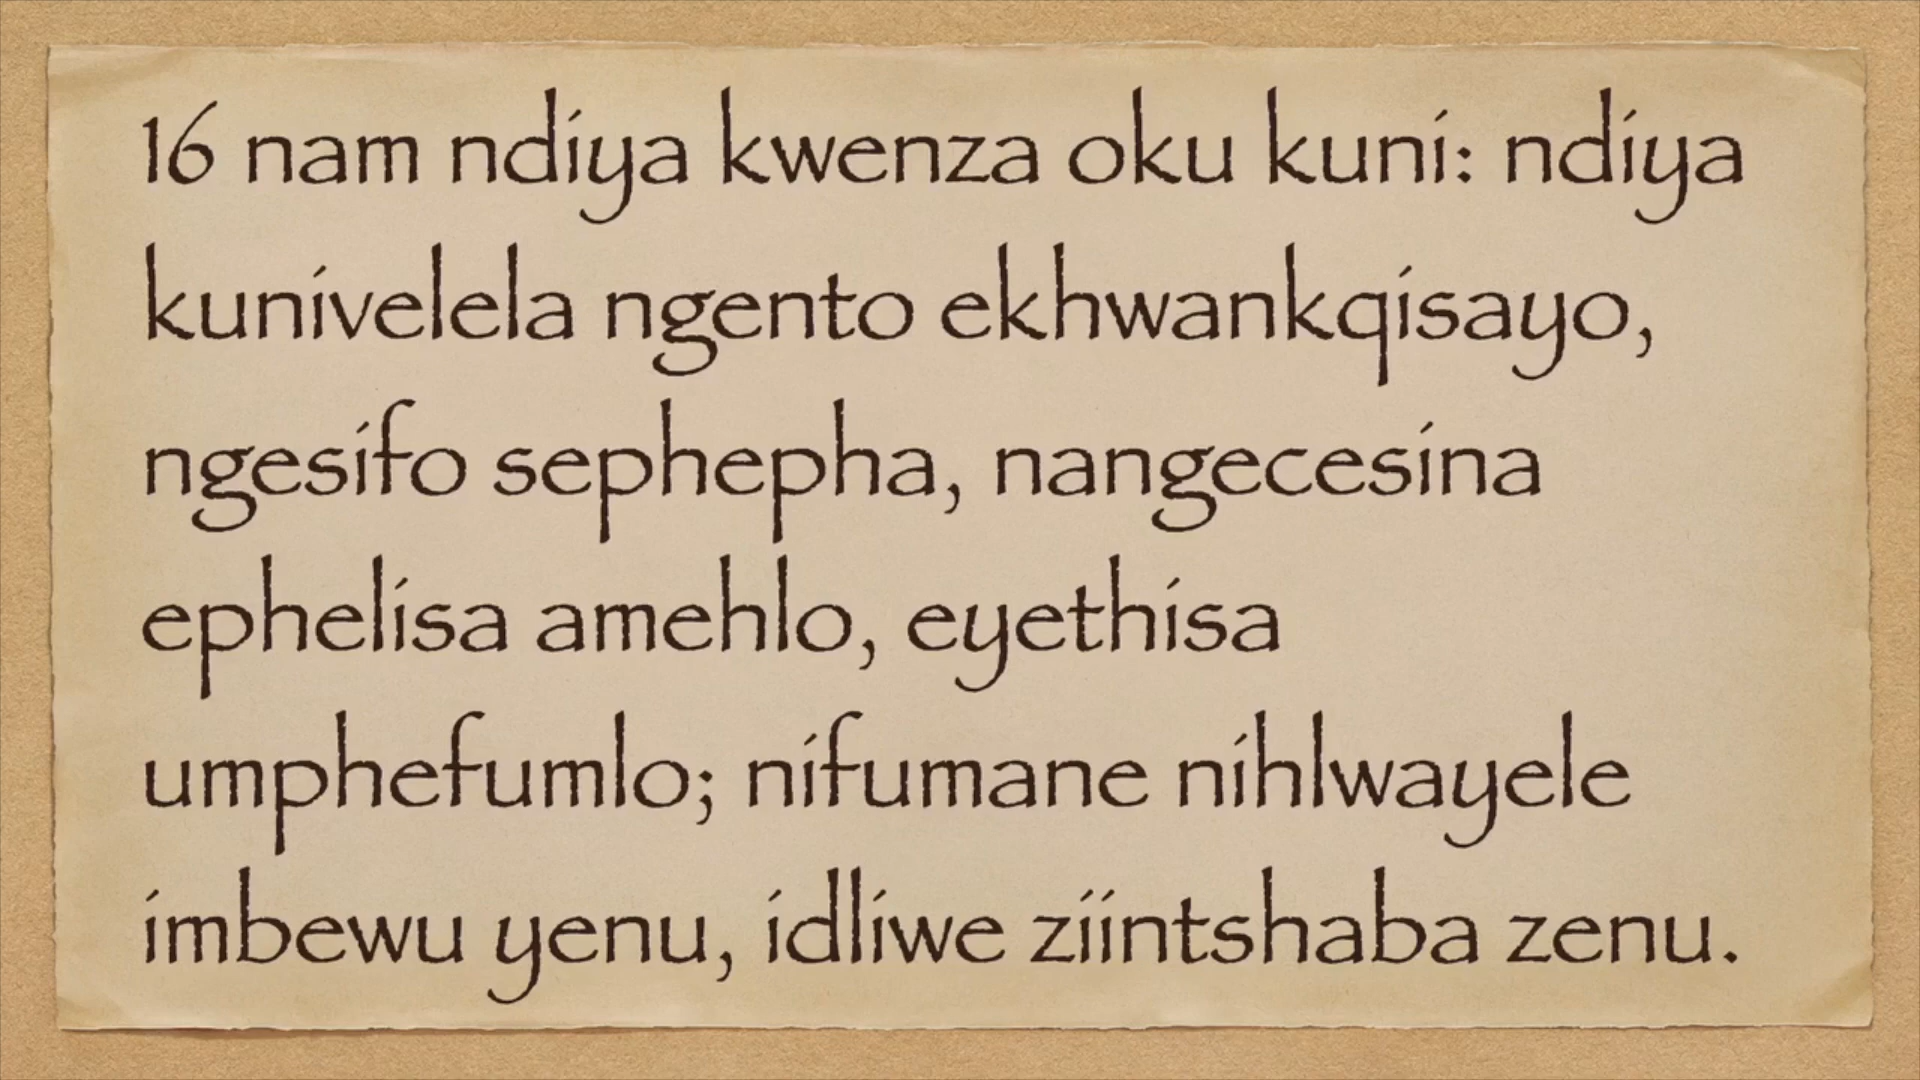 16 nam ndiya kwenza oku kuni: ndiya
kunivelela ngento ekhwankqisayo,
ngesifo sephepha, nangecesina
ephelisa amehlo, eyethisa
umphefumlo; nifumane nihlwayele
imbewu yenu, idliwe ziintshaba zenu.